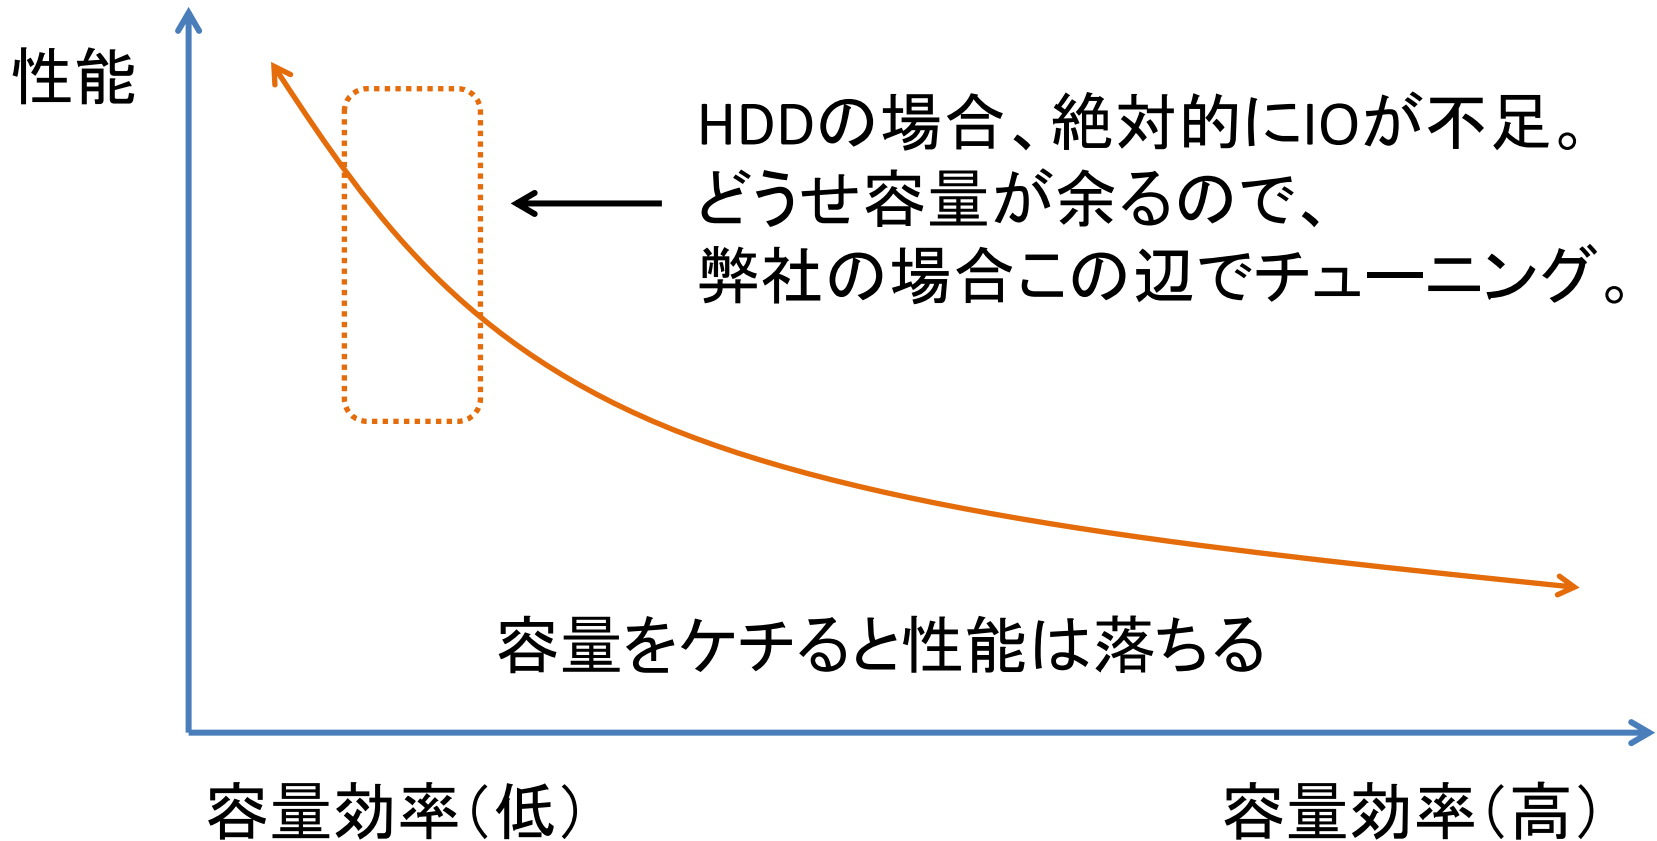 性能
HDDの場合、絶対的にIOが不足。
どうせ容量が余るので、
弊社の場合この辺でチューニング。
容量をケチると性能は落ちる
容量効率（低）
容量効率（高）